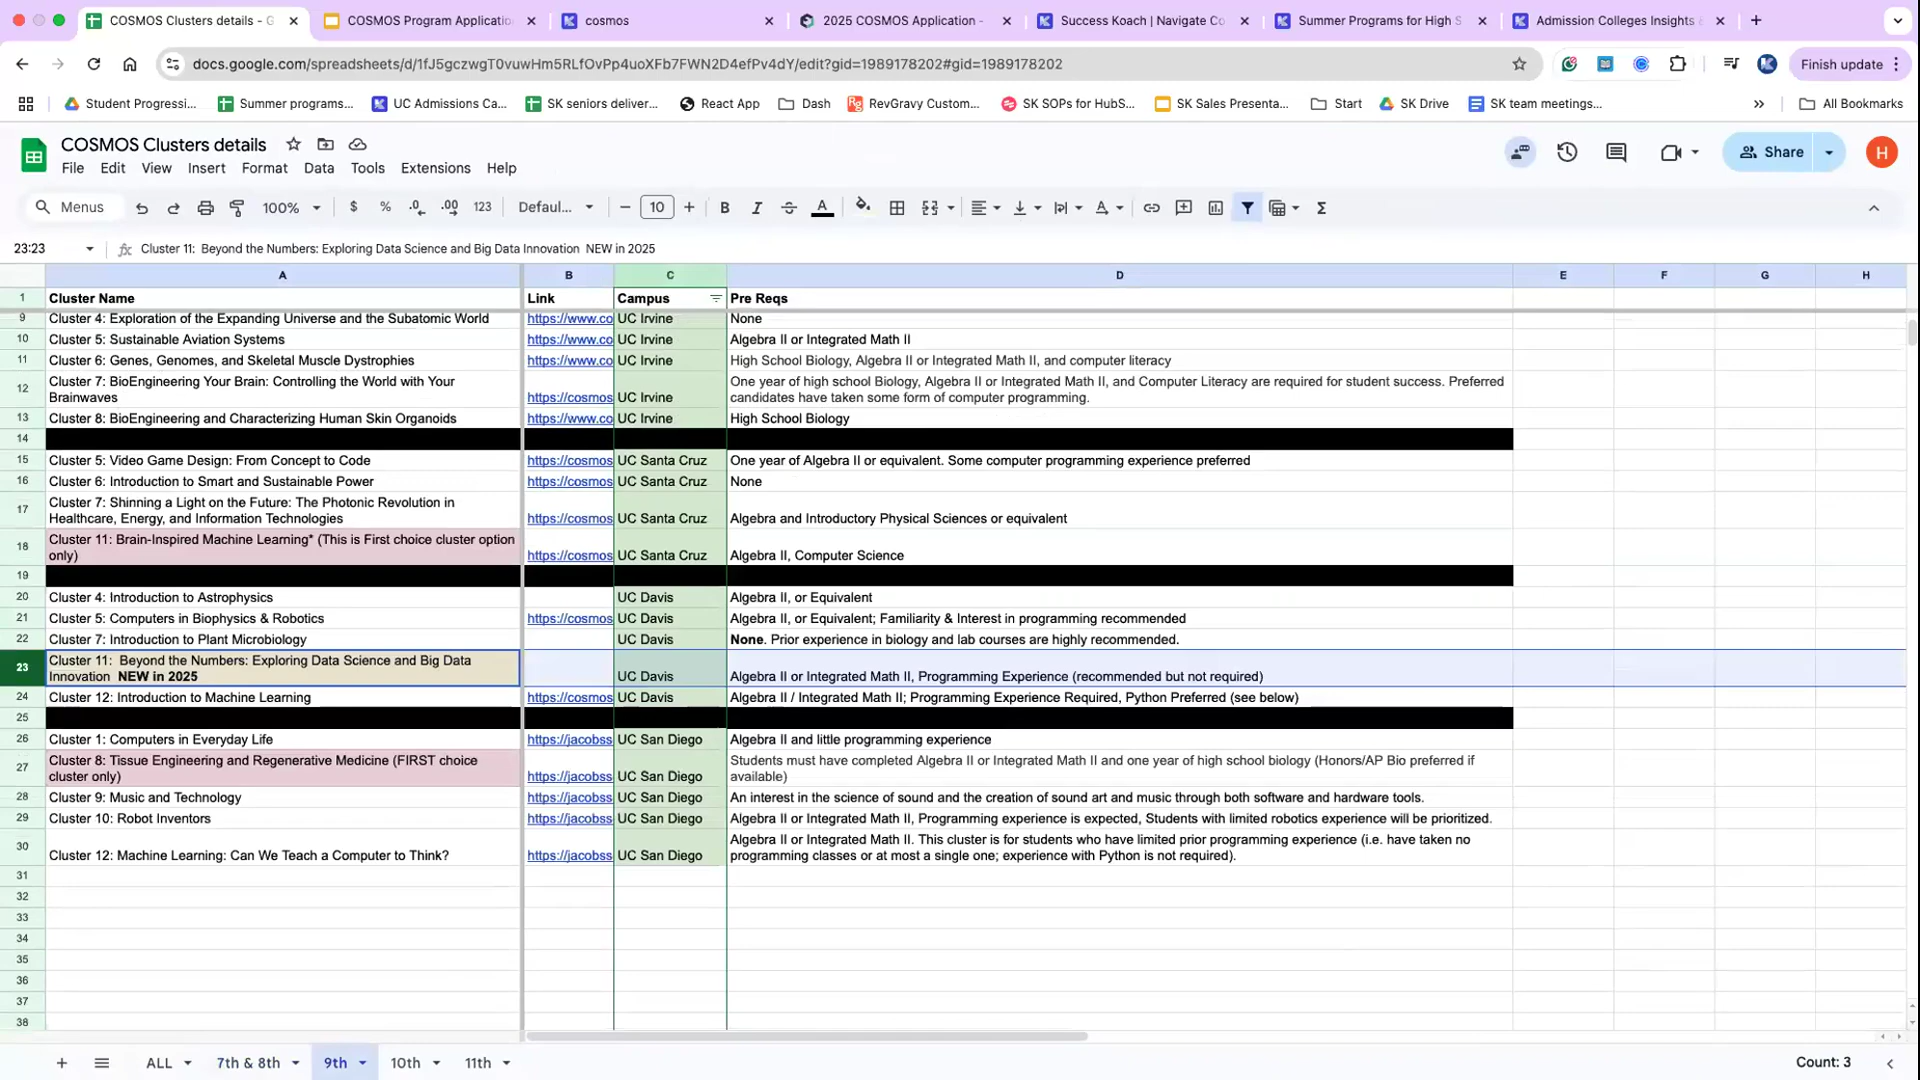 COSMOS Clusters details - G
COSMOS Program Applicatio
cosmos
2025 COSMOS Application -
Success Koach | Navigate Co
Summer Programs for High S
Admission Colleges Insights
docs.google.com/spreadsheets/d/1fJ5gczwgT0vuwHm5RLfOvPp4uoXFb7FWN2D4efPv4dY/edit?gid=1989178202#gid=1989178202
Finish update
Student Progressi...
Summer programs...
UC Admissions Ca...
SK seniors deliver...
React App
Dash
RevGravy Custom...
SK SOPs for HubS...
SK Sales Presenta...
Start
SK Drive
SK team meetings...
All Bookmarks
COSMOS Clusters details
File Edit View Insert Format Data Tools Extensions Help
Share
H
Menus 100% $ % .0 .00 123 Defaul... 10 B I A
23:23 fx Cluster 11: Beyond the Numbers: Exploring Data Science and Big Data Innovation NEW in 2025
A B C D E F G H
1 Cluster Name Link Campus Pre Reqs
9 Cluster 4: Exploration of the Expanding Universe and the Subatomic World https://www.co UC Irvine None
10 Cluster 5: Sustainable Aviation Systems https://www.co UC Irvine Algebra II or Integrated Math II
11 Cluster 6: Genes, Genomes, and Skeletal Muscle Dystrophies https://www.co UC Irvine High School Biology, Algebra II or Integrated Math II, and computer literacy
Cluster 7: BioEngineering Your Brain: Controlling the World with Your One year of high school Biology, Algebra II or Integrated Math II, and Computer Literacy are required for student success. Preferred
12 Brainwaves https://cosmos UC Irvine candidates have taken some form of computer programming.
13 Cluster 8: BioEngineering and Characterizing Human Skin Organoids https://www.co UC Irvine High School Biology
14
15 Cluster 5: Video Game Design: From Concept to Code https://cosmos UC Santa Cruz One year of Algebra II or equivalent. Some computer programming experience preferred
16 Cluster 6: Introduction to Smart and Sustainable Power https://cosmos UC Santa Cruz None
Cluster 7: Shinning a Light on the Future: The Photonic Revolution in
17 Healthcare, Energy, and Information Technologies https://cosmos UC Santa Cruz Algebra and Introductory Physical Sciences or equivalent
Cluster 11: Brain-Inspired Machine Learning* (This is First choice cluster option
18 only) https://cosmos UC Santa Cruz Algebra II, Computer Science
19
20 Cluster 4: Introduction to Astrophysics UC Davis Algebra II, or Equivalent
21 Cluster 5: Computers in Biophysics & Robotics https://cosmos UC Davis Algebra II, or Equivalent; Familiarity & Interest in programming recommended
22 Cluster 7: Introduction to Plant Microbiology UC Davis None. Prior experience in biology and lab courses are highly recommended.
Cluster 11: Beyond the Numbers: Exploring Data Science and Big Data
23 Innovation NEW in 2025 UC Davis Algebra II or Integrated Math II, Programming Experience (recommended but not required)
24 Cluster 12: Introduction to Machine Learning https://cosmos UC Davis Algebra II / Integrated Math II; Programming Experience Required, Python Preferred (see below)
25
26 Cluster 1: Computers in Everyday Life https://jacobss UC San Diego Algebra II and little programming experience
Cluster 8: Tissue Engineering and Regenerative Medicine (FIRST choice Students must have completed Algebra II or Integrated Math II and one year of high school biology (Honors/AP Bio preferred if
27 cluster only) https://jacobss UC San Diego available)
28 Cluster 9: Music and Technology https://jacobss UC San Diego An interest in the science of sound and the creation of sound art and music through both software and hardware tools.
29 Cluster 10: Robot Inventors https://jacobss UC San Diego Algebra II or Integrated Math II, Programming experience is expected, Students with limited robotics experience will be prioritized.
Algebra II or Integrated Math II. This cluster is for students who have limited prior programming experience (i.e. have taken no
30 Cluster 12: Machine Learning: Can We Teach a Computer to Think? https://jacobss UC San Diego programming classes or at most a single one; experience with Python is not required).
31
32
33
34
35
36
37
38
ALL 7th & 8th 9th 10th 11th Count: 3